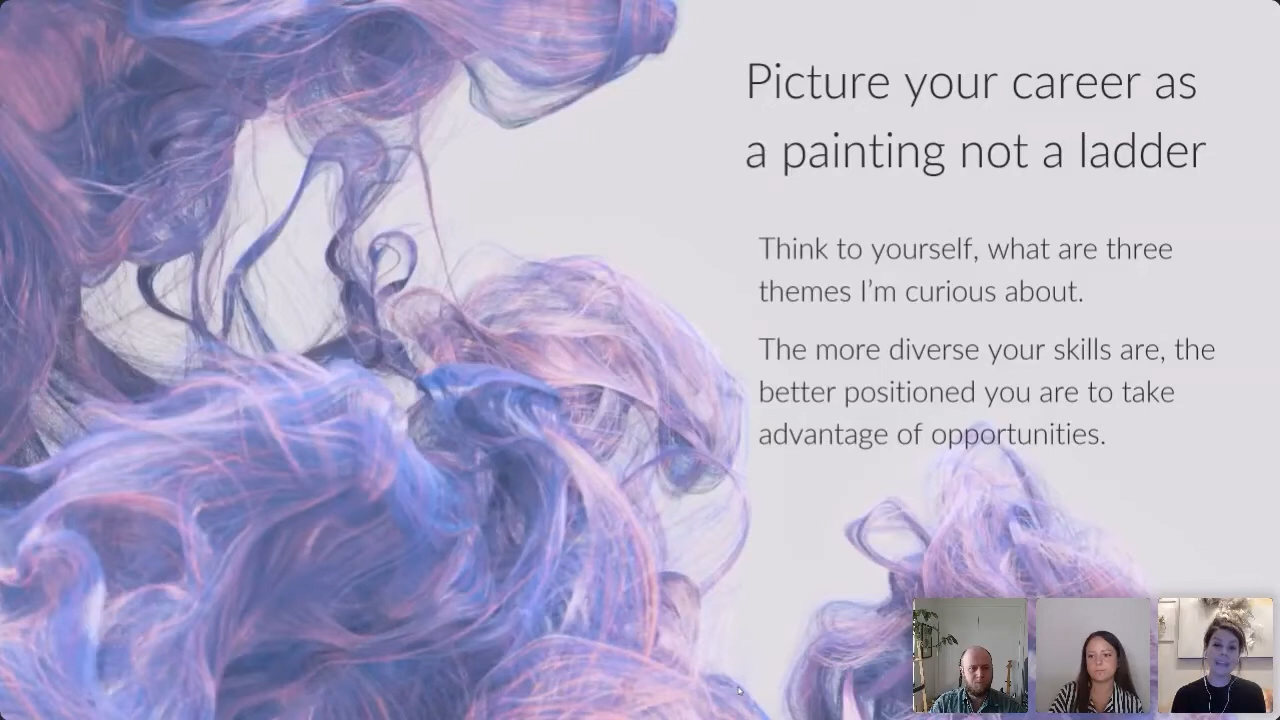 Picture your career as
a painting not a ladder
Think to yourself, what are three
themes I’m curious about.
The more diverse your skills are, the
better positioned you are to take
advantage of opportunities.